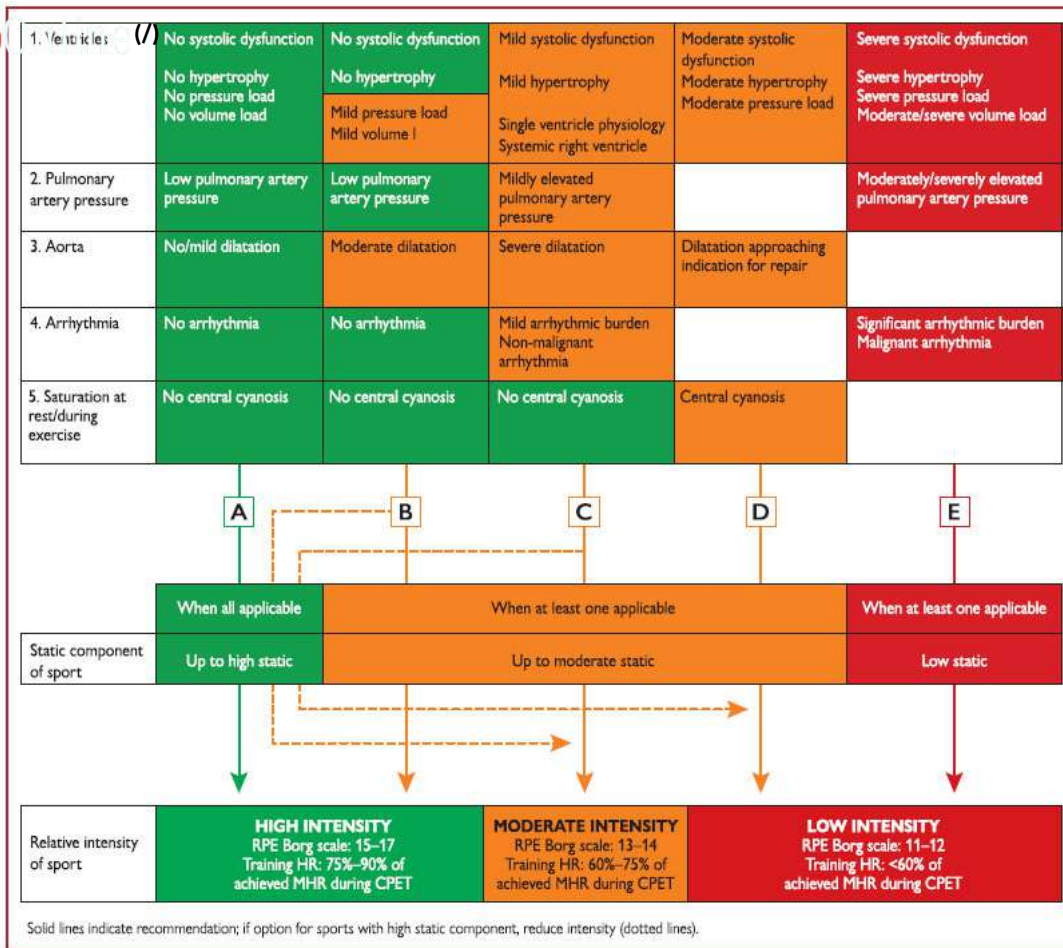 (/)
1. Ventricles
No systolic dysfunction
No hypertrophy
No pressure load
No volume load
No systolic dysfunction
No hypertrophy
Mild pressure load
Mild volume l
Mild systolic dysfunction
Mild hypertrophy
Single ventricle physiology
Systemic right ventricle
Moderate systolic
dysfunction
Moderate hypertrophy
Moderate pressure load
Severe systolic dysfunction
Severe hypertrophy
Severe pressure load
Moderate/severe volume load
2. Pulmonary
artery pressure
Low pulmonary artery
pressure
Low pulmonary
artery pressure
Mildly elevated
pulmonary artery
pressure
Moderately/severely elevated
pulmonary artery pressure
3. Aorta
No/mild dilatation
Moderate dilatation
Severe dilatation
Dilatation approaching
indication for repair
4. Arrhythmia
No arrhythmia
No arrhythmia
Mild arrhythmic burden
Non-malignant
arrhythmia
Significant arrhythmic burden
Malignant arrhythmia
5. Saturation at
rest/during
exercise
No central cyanosis
No central cyanosis
No central cyanosis
Central cyanosis
A
B
C
D
E
When all applicable
When at least one applicable
When at least one applicable
Static component
of sport
Up to high static
Up to moderate static
Low static
Relative intensity
of sport
HIGH INTENSITY
RPE Borg scale: 15–17
Training HR: 75%–90% of
achieved MHR during CPET
MODERATE INTENSITY
RPE Borg scale: 13–14
Training HR: 60%–75% of
achieved MHR during CPET
LOW INTENSITY
RPE Borg scale: 11–12
Training HR: <60% of
achieved MHR during CPET
Solid lines indicate recommendation; if option for sports with high static component, reduce intensity (dotted lines).